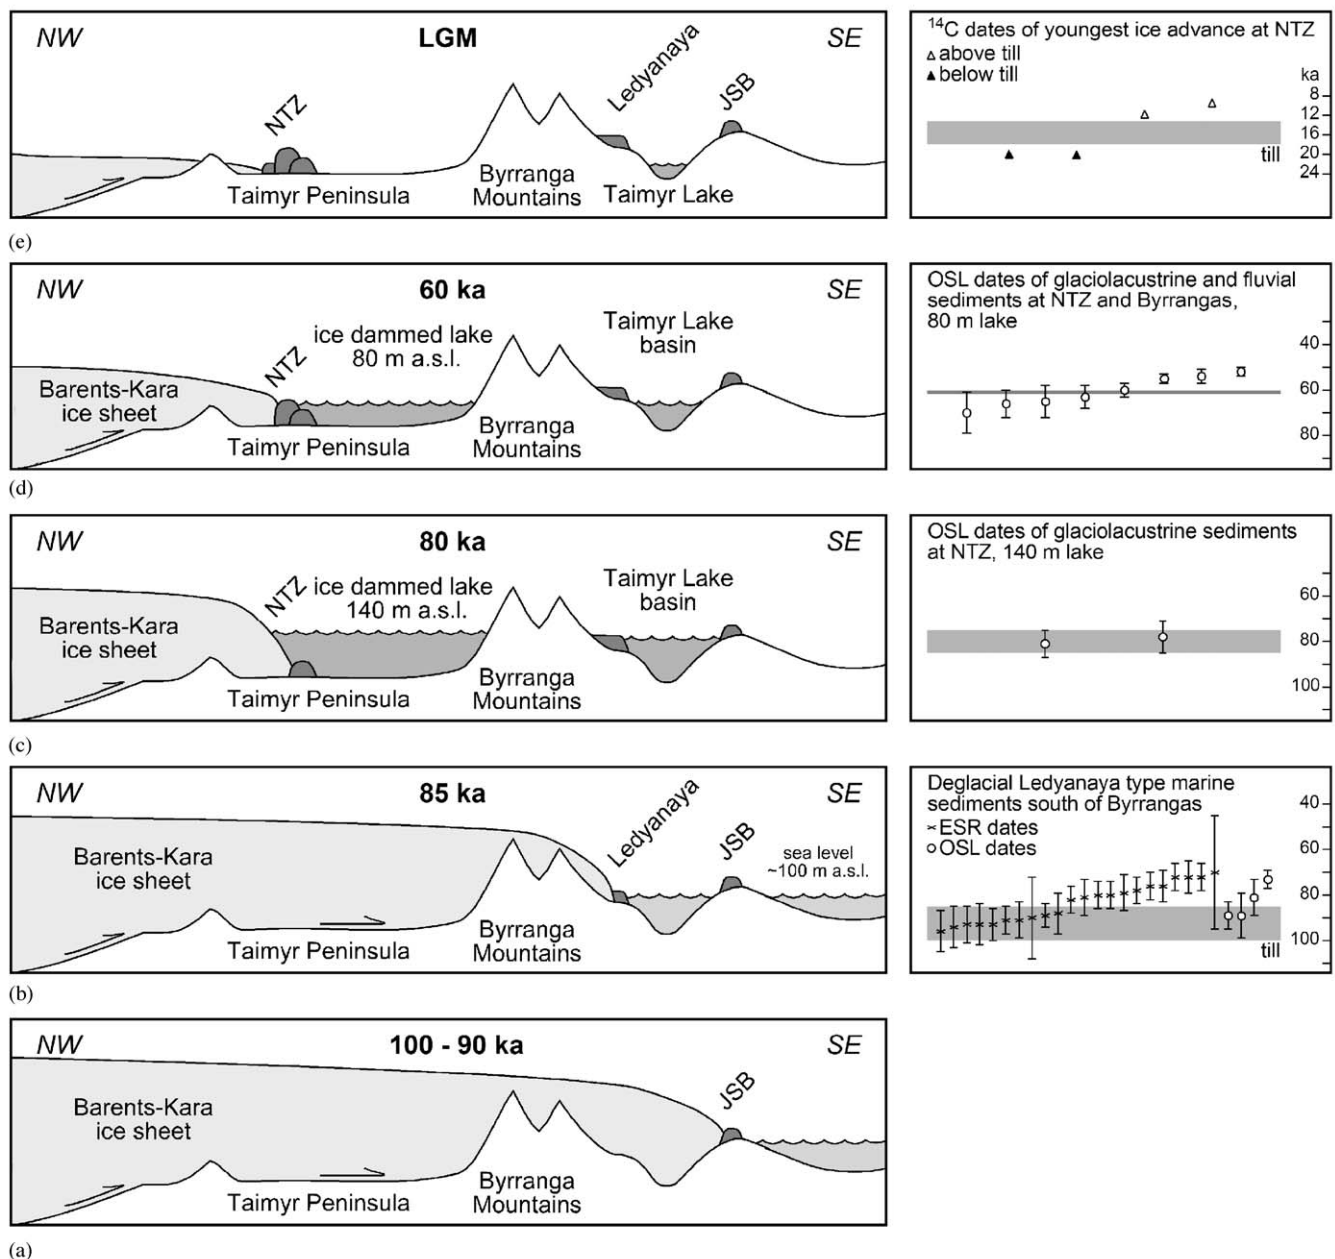 NW
LGM
SE
NTZ
Ledyanaya
JSB
Taimyr Peninsula
Byrranga
Mountains
Taimyr Lake
14C dates of youngest ice advance at NTZ
above till
below till
ka
8
12
16
20
24
till
(e)
NW
60 ka
SE
ice dammed lake
80 m a.s.l.
Taimyr Lake
basin
NTZ
Barents-Kara
ice sheet
Taimyr Peninsula
Byrranga
Mountains
OSL dates of glaciolacustrine and fluvial
sediments at NTZ and Byrrangas,
80 m lake
40
60
80
(d)
NW
80 ka
SE
NTZ
ice dammed lake
140 m a.s.l.
Taimyr Lake
basin
Barents-Kara
ice sheet
Taimyr Peninsula
Byrranga
Mountains
OSL dates of glaciolacustrine sediments
at NTZ, 140 m lake
60
80
100
(c)
NW
85 ka
SE
Ledyanaya
JSB
sea level
~100 m a.s.l.
Barents-Kara
ice sheet
Taimyr Peninsula
Byrranga
Mountains
Deglacial Ledyanaya type marine
sediments south of Byrrangas
ESR dates
OSL dates
40
60
80
100
till
(b)
NW
100 - 90 ka
SE
JSB
Barents-Kara
ice sheet
Taimyr Peninsula
Byrranga
Mountains
(a)